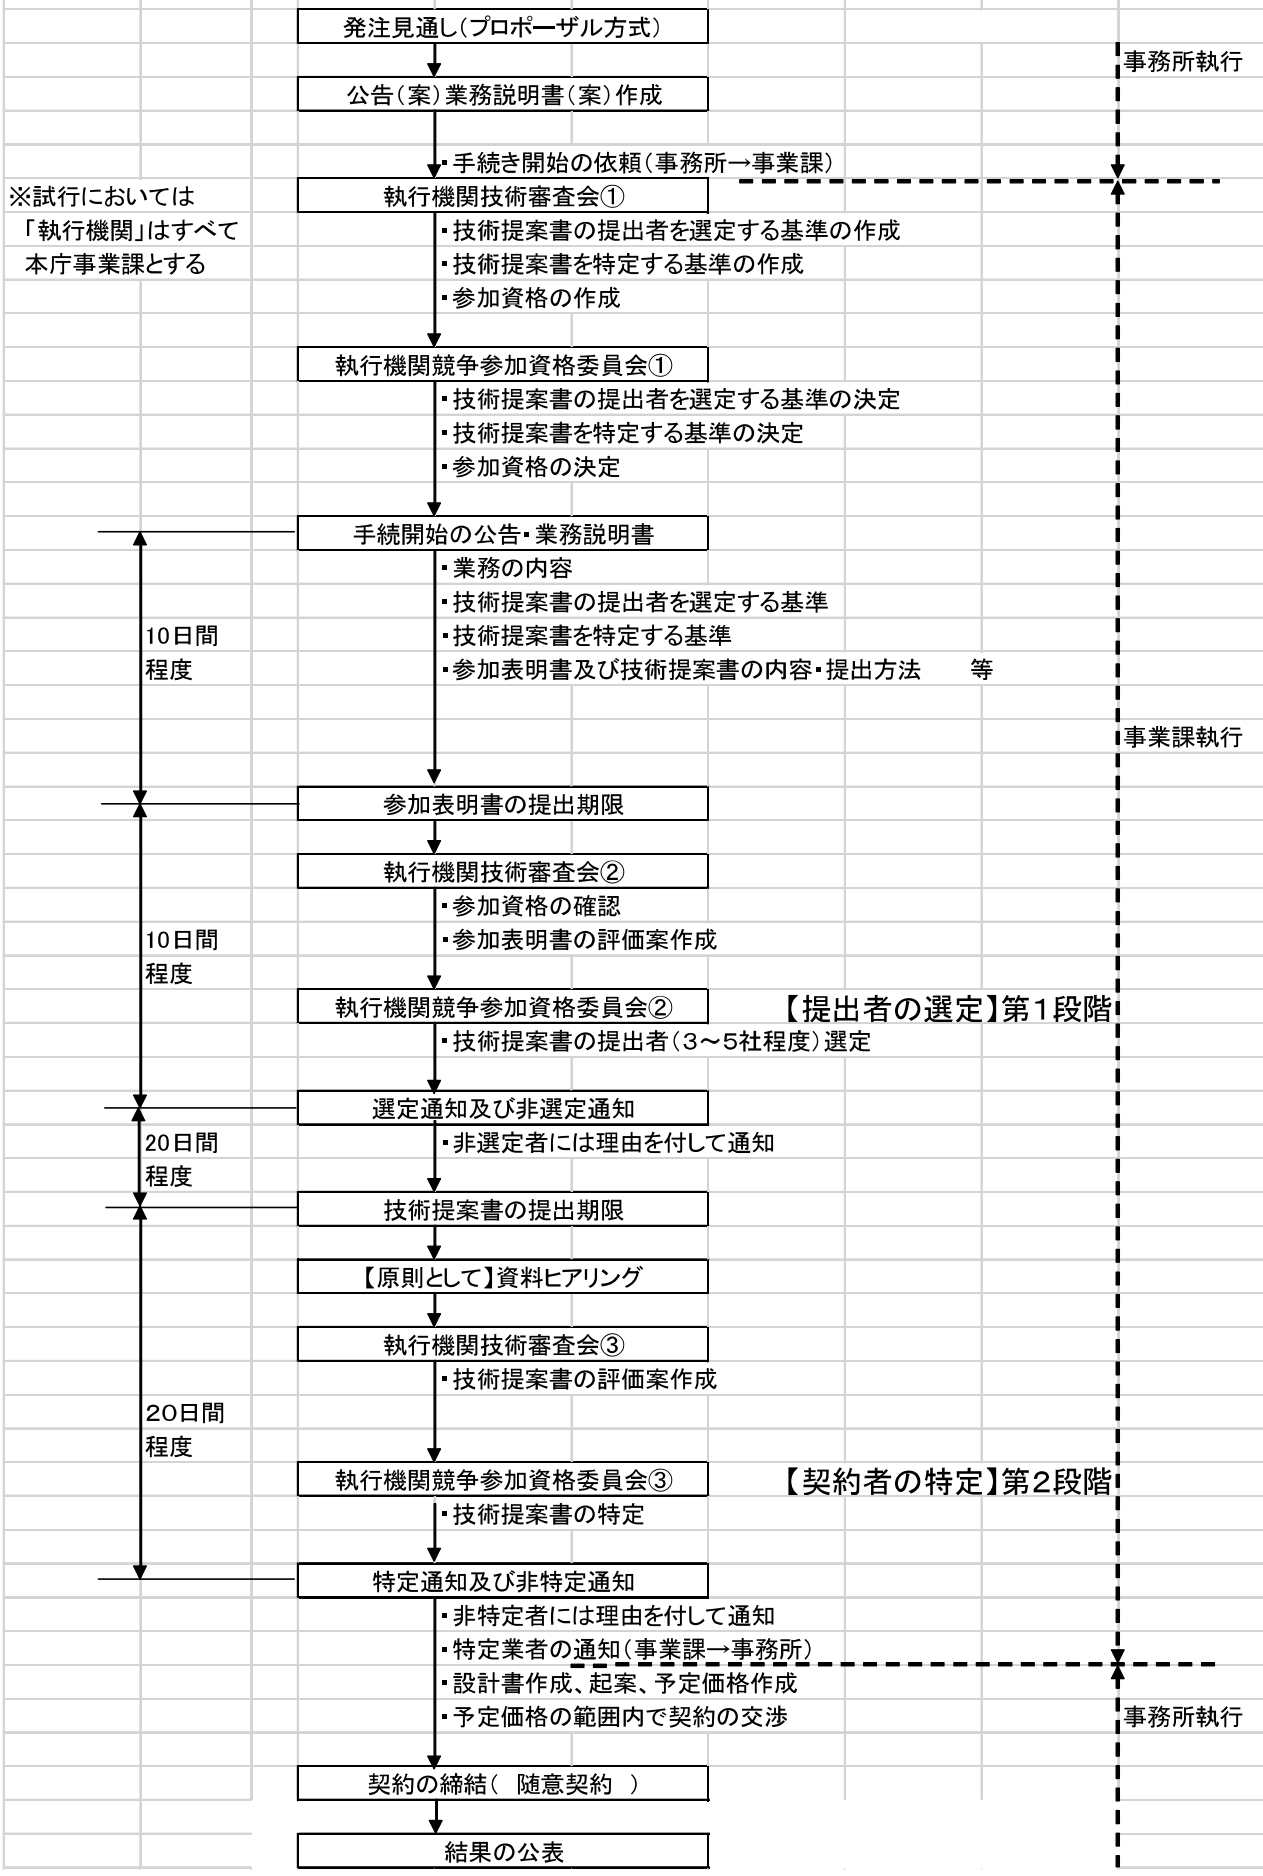 発注見通し(プロポーザル方式)
事務所執行
公告(案)業務説明書(案)作成
・手続き開始の依頼(事務所→事業課)
※試行においては
「執行機関」はすべて
本庁事業課とする
執行機関技術審査会①
・技術提案書の提出者を選定する基準の作成
・技術提案書を特定する基準の作成
・参加資格の作成
執行機関競争参加資格委員会①
・技術提案書の提出者を選定する基準の決定
・技術提案書を特定する基準の決定
・参加資格の決定
手続開始の公告・業務説明書
・業務の内容
・技術提案書の提出者を選定する基準
10日間
程度
・技術提案書を特定する基準
・参加表明書及び技術提案書の内容・提出方法　　等
事業課執行
参加表明書の提出期限
執行機関技術審査会②
・参加資格の確認
・参加表明書の評価案作成
10日間
程度
執行機関競争参加資格委員会②
【提出者の選定】第1段階
・技術提案書の提出者(3～5社程度)選定
選定通知及び非選定通知
・非選定者には理由を付して通知
20日間
程度
技術提案書の提出期限
【原則として】資料ヒアリング
執行機関技術審査会③
・技術提案書の評価案作成
20日間
程度
執行機関競争参加資格委員会③
【契約者の特定】第2段階
・技術提案書の特定
特定通知及び非特定通知
・非特定者には理由を付して通知
・特定業者の通知(事業課→事務所)
・設計書作成、起案、予定価格作成
・予定価格の範囲内で契約の交渉
事務所執行
契約の締結(　随意契約　)
結果の公表